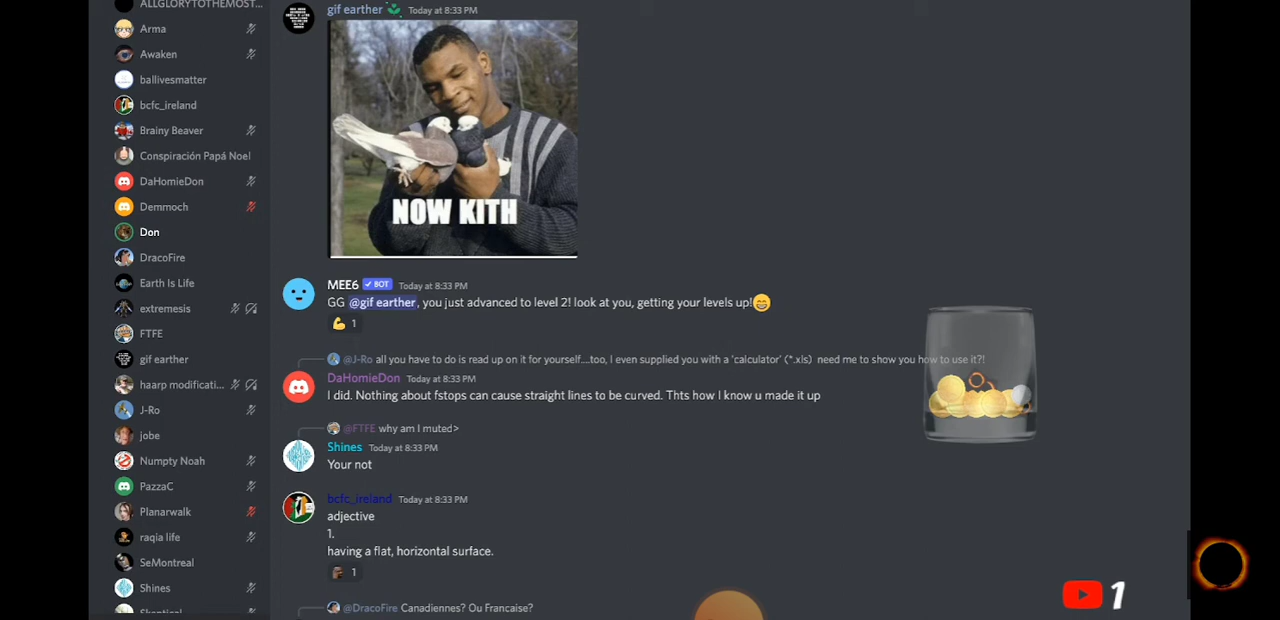 ALLGLORYTOTHEMOST...
Arma
Awaken
ballivesmatter
bcfc_ireland
Brainy Beaver
Conspiración Papá Noel
DaHomieDon
Demmoch
Don
DracoFire
Earth Is Life
extremesis
FTFE
gif earther
haarp modificati...
J-Ro
jobe
Numpty Noah
PazzaC
Planarwalk
raqia life
SeMontreal
Shines
Skeptical
gif earther Today at 8:33 PM
NOW KITH
MEE6 BOT Today at 8:33 PM
GG @gif earther, you just advanced to level 2! look at you, getting your levels up!
1
@J-Ro all you have to do is read up on it for yourself....too, I even supplied you with a 'calculator' (*.xls) need me to show you how to use it?!
DaHomieDon Today at 8:33 PM
I did. Nothing about fstops can cause straight lines to be curved. Thts how I know u made it up
@FTFE why am I muted>
Shines Today at 8:33 PM
Your not
bcfc_ireland Today at 8:33 PM
adjective
1.
having a flat, horizontal surface.
1
@DracoFire Canadiennes? Ou Francaise?
1